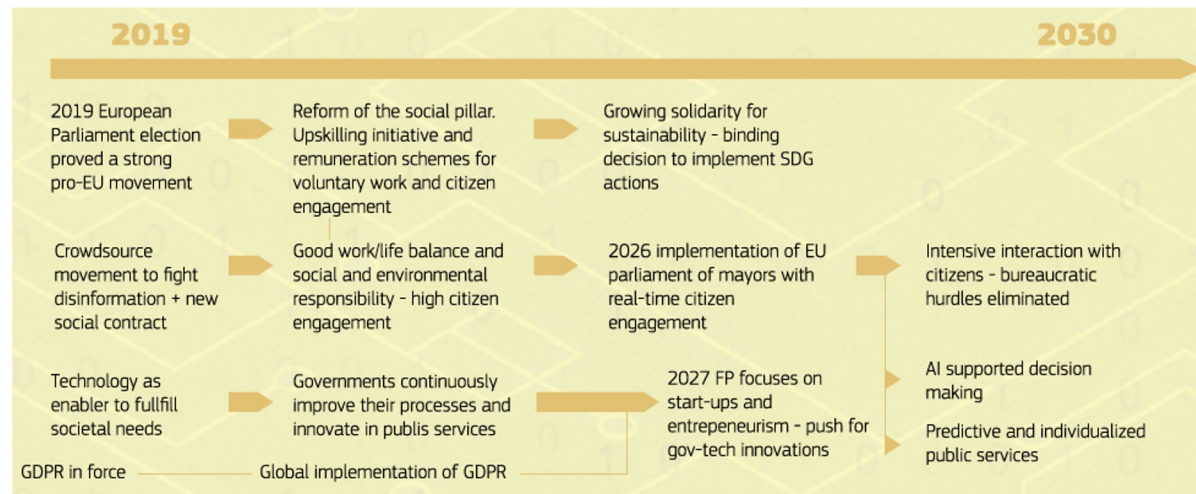 2019
2030
2019 European
Parliament election
proved a strong
pro-EU movement
Reform of the social pillar.
Upskilling initiative and
remuneration schemes for
voluntary work and citizen
engagement
Growing solidarity for
sustainability - binding
decision to implement SDG
actions
Crowdsource
movement to fight
disinformation + new
social contract
Good work/life balance and
social and environmental
responsibility - high citizen
engagement
2026 implementation of EU
parliament of mayors with
real-time citizen
engagement
Intensive interaction with
citizens - bureaucratic
hurdles eliminated
Technology as
enabler to fullfill
societal needs
Governments continuously
improve their processes and
innovate in publis services
2027 FP focuses on
start-ups and
entrepeneurism - push for
gov-tech innovations
AI supported decision
making
Predictive and individualized
public services
GDPR in force
Global implementation of GDPR